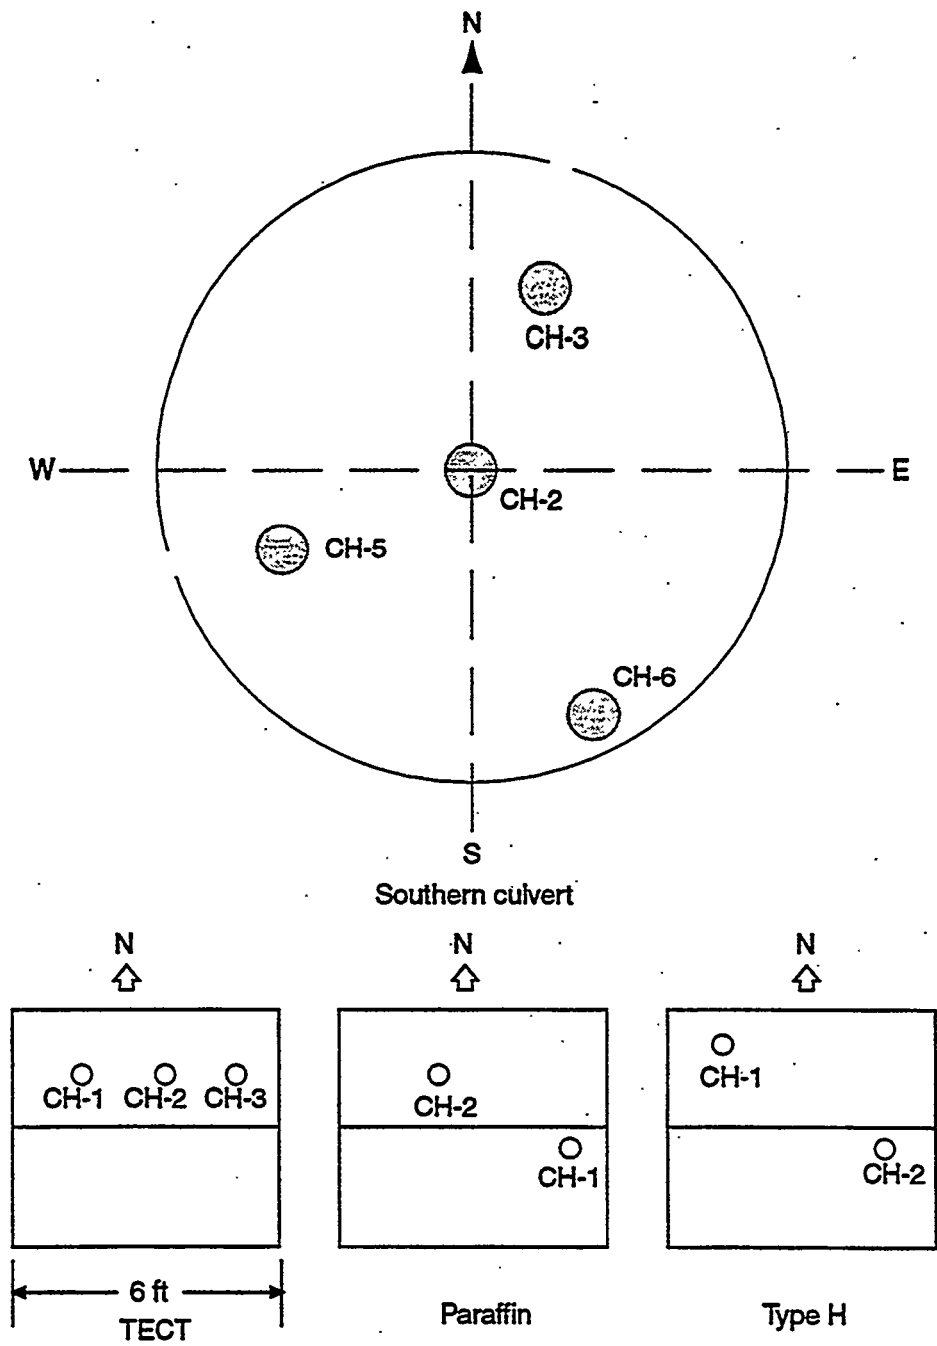 N
CH-3
W
E
CH-2
CH-5
CH-6
S
Southern culvert
N
N
N
CH-1
CH-2
CH-3
CH-2
CH-1
CH-1
CH-2
6 ft
TECT
Paraffin
Type H